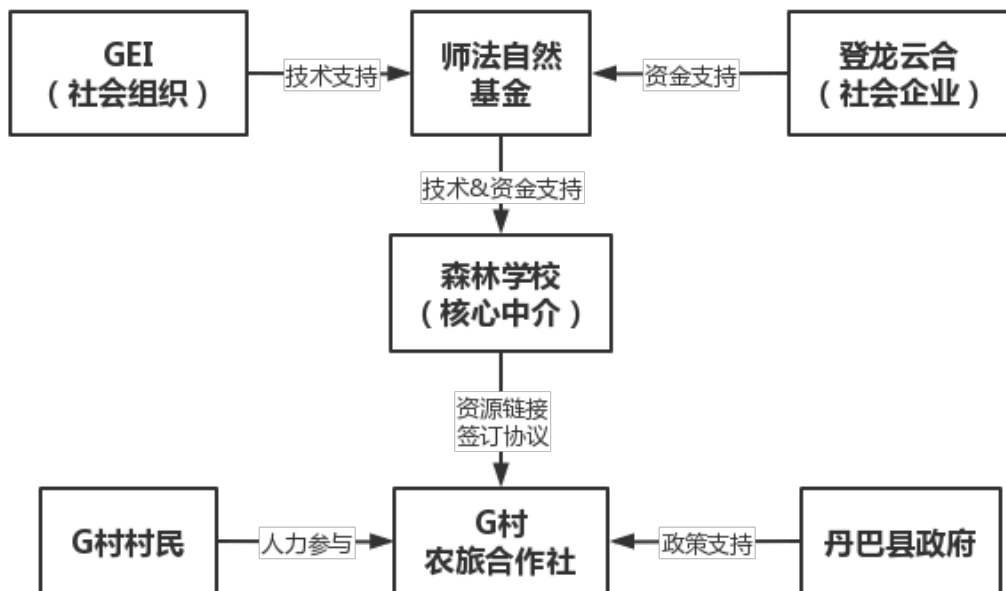 GEI
（社会组织）
技术支持
师法自然
基金
资金支持
登龙云合
（社会企业）
技术&资金支持
森林学校
（核心中介）
资源链接
签订协议
G村村民
人力参与
G村
农旅合作社
政策支持
丹巴县政府